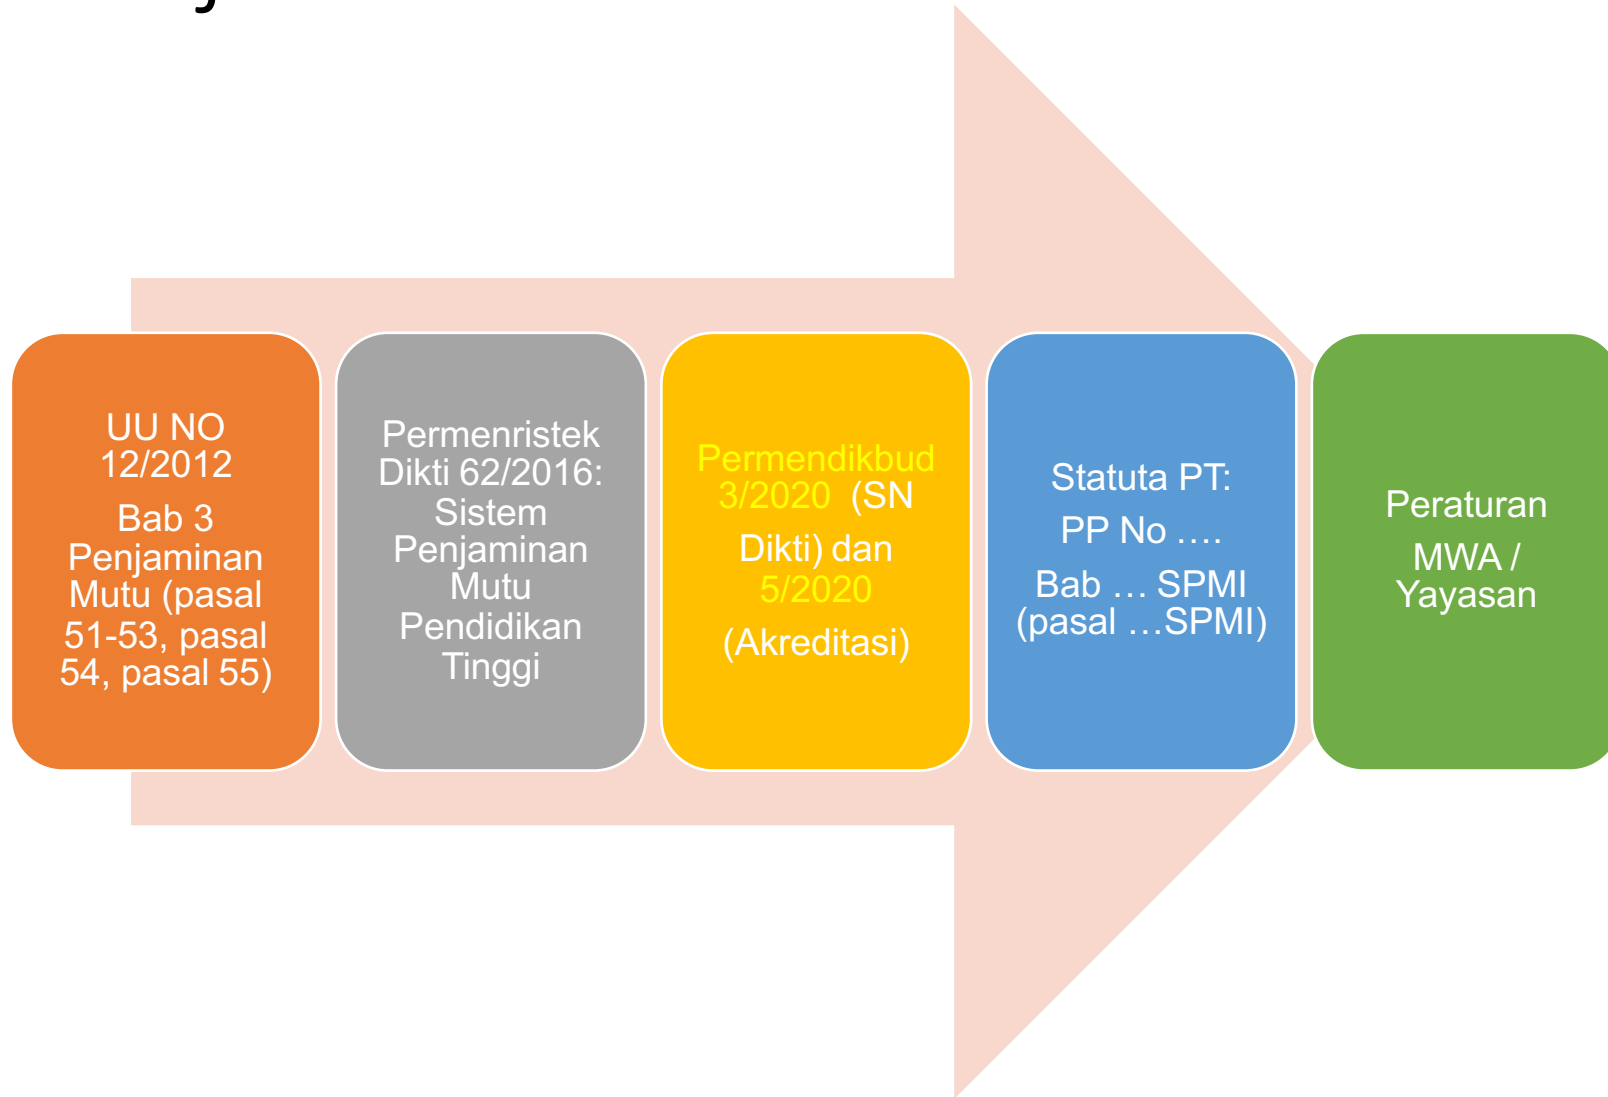 UU NO
12/2012
Bab 3
Penjaminan
Mutu (pasal
51-53, pasal
54, pasal 55)
Permenristek
Dikti 62/2016:
Sistem
Penjaminan
Mutu
Pendidikan
Tinggi
Permendikbud
3/2020 (SN
Dikti) dan
5/2020
(Akreditasi)
Statuta PT:
PP No ....
Bab ... SPMI
(pasal ...SPMI)
Peraturan
MWA /
Yayasan